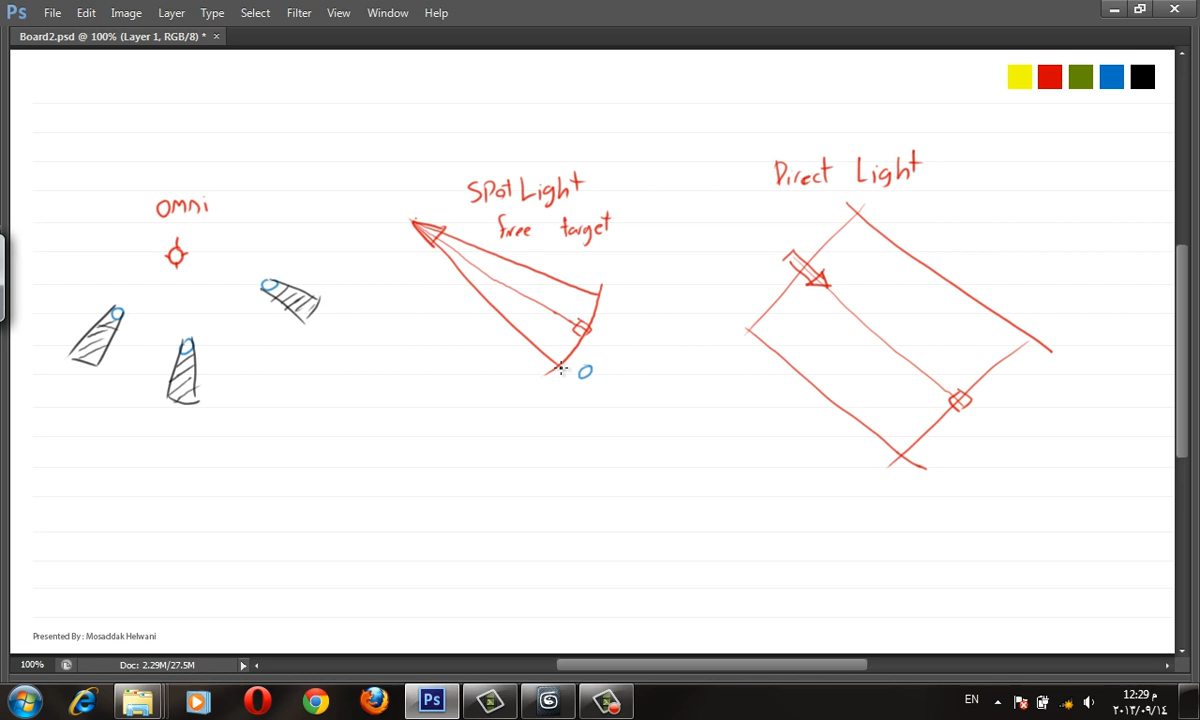 Ps File Edit Image Layer Type Select Filter View Window Help
Board2.psd @ 100% (Layer 1, RGB/8) * ×
Direct Light
SPotLight
free target
omni
Presented By : Mosaddak Helwani
100% Doc: 2.29M/27.5M
Ps EN 12:29 م
٢٠١٣/٠٩/١٤